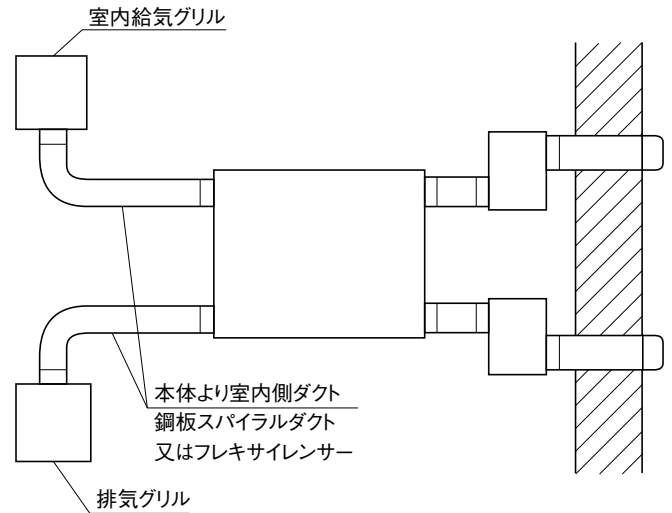 室内給気グリル
本体より室内側ダクト
鋼板スパイラルダクト
又はフレキサイレンサー
排気グリル